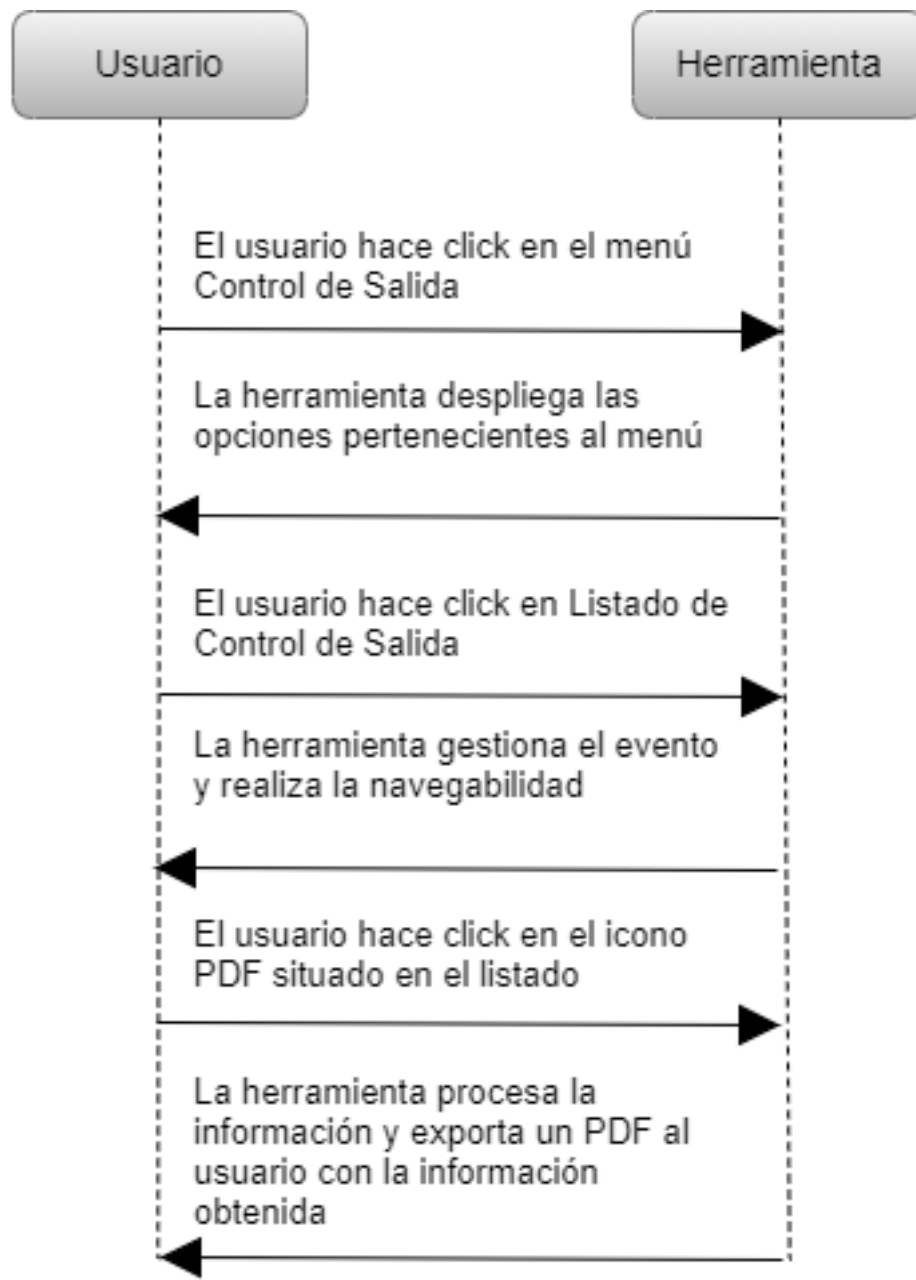 Usuario
Herramienta
El usuario hace click en el menú
Control de Salida
La herramienta despliega las
opciones pertenecientes al menú
El usuario hace click en Listado de
Control de Salida
La herramienta gestiona el evento
y realiza la navegabilidad
El usuario hace click en el icono
PDF situado en el listado
La herramienta procesa la
información y exporta un PDF al
usuario con la información
obtenida